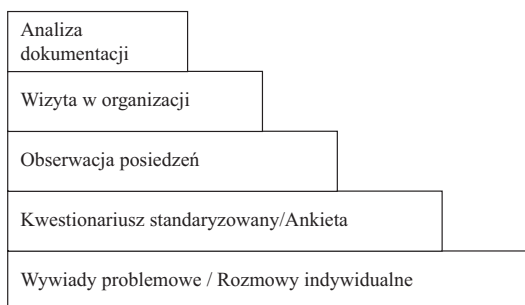 Analiza
dokumentacji
Wizyta w organizacji
Obserwacja posiedzeń
Kwestionariusz standaryzowany/Ankieta
Wywiady problemowe / Rozmowy indywidualne